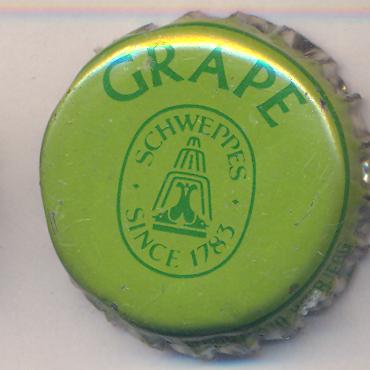 GRAPE
· SCHWEPPES ·
SINCE 1783